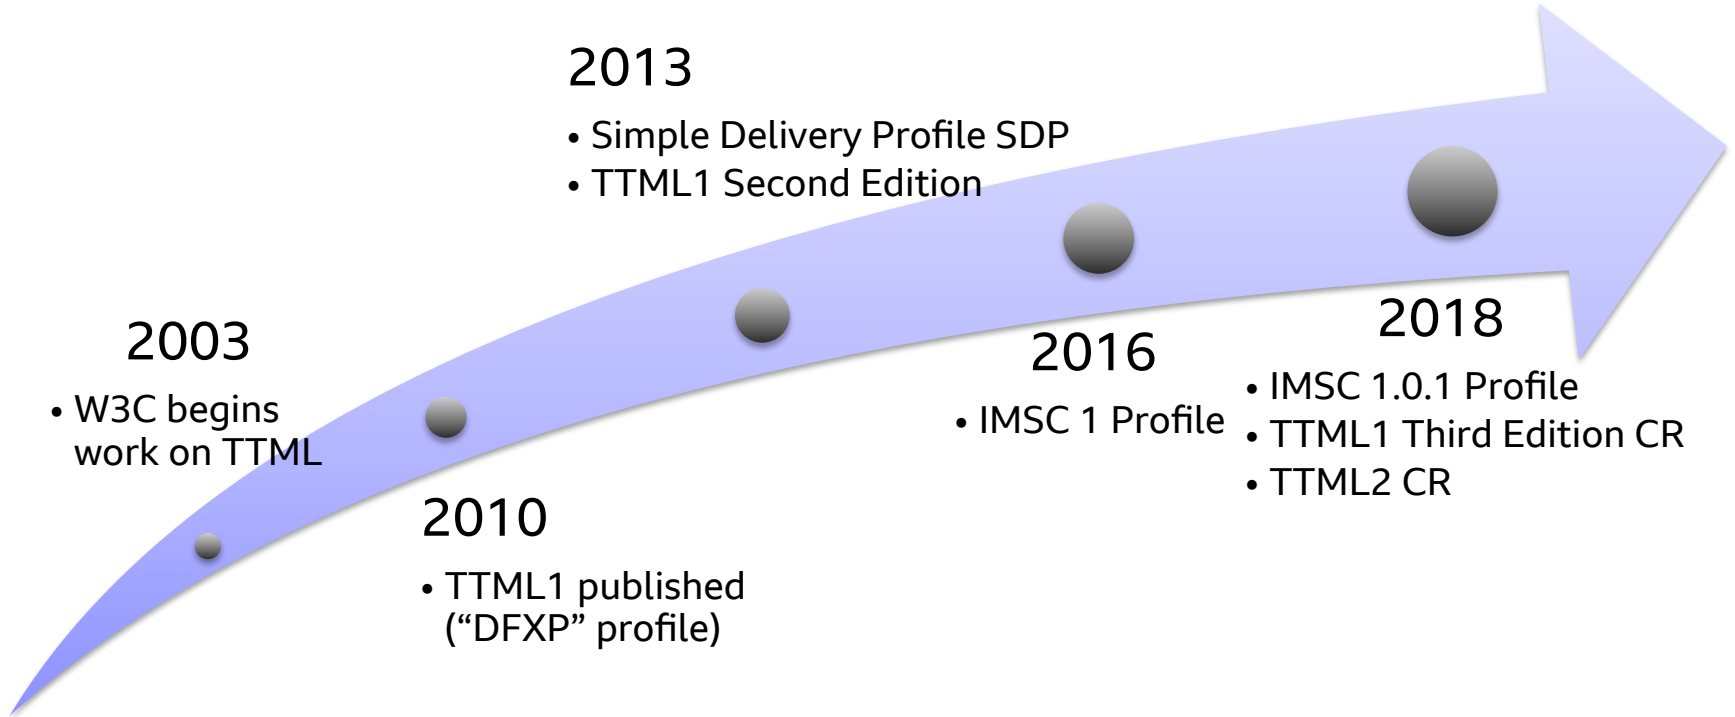 2003
• W3C begins
work on TTML
2010
• TTML1 published
(“DFXP” profile)
2013
• Simple Delivery Profile SDP
• TTML1 Second Edition
2016
• IMSC 1 Profile
2018
• IMSC 1.0.1 Profile
• TTML1 Third Edition CR
• TTML2 CR